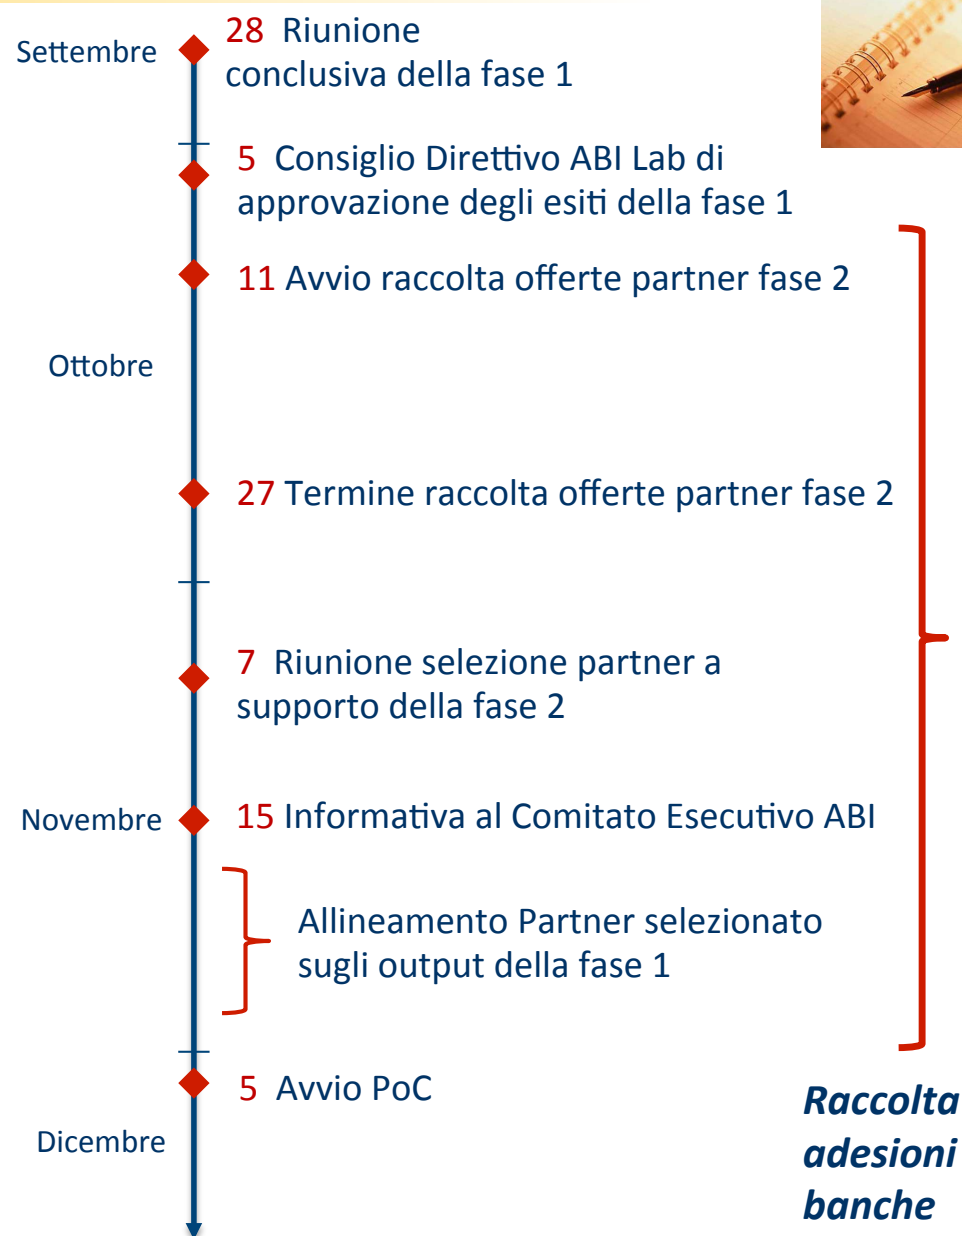 Settembre
28 Riunione
conclusiva della fase 1
5 Consiglio Direttivo ABI Lab di
approvazione degli esiti della fase 1
11 Avvio raccolta offerte partner fase 2
Ottobre
27 Termine raccolta offerte partner fase 2
7 Riunione selezione partner a
supporto della fase 2
Novembre
15 Informativa al Comitato Esecutivo ABI
Allineamento Partner selezionato
sugli output della fase 1
5 Avvio PoC
Dicembre
Raccolta
adesioni
banche